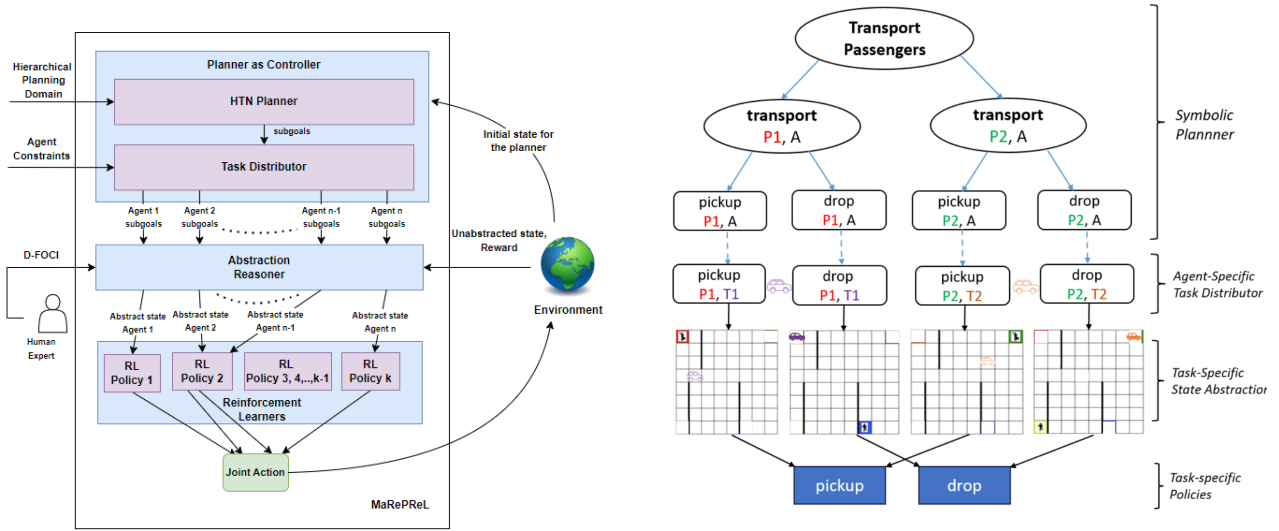 Hierarchical
Planning
Domain
Agent
Constraints
Planner as Controller
HTN Planner
subgoals
Task Distributor
Agent 1
subgoals
Agent 2
subgoals
Agent n-1
subgoals
Agent n
subgoals
Initial state for
the planner
Unabstracted state,
Reward
D-FOCI
Abstraction
Reasoner
Environment
Human
Expert
Abstract state
Agent 1
Abstract state
Agent 2
Abstract state
Agent n-1
Abstract state
Agent n
RL
Policy 1
RL
Policy 2
RL
Policy 3, 4,..,k-1
RL
Policy k
Reinforcement
Learners
Joint Action
MaRePReL
Transport
Passengers
transport
P1, A
transport
P2, A
pickup
P1, A
drop
P1, A
pickup
P2, A
drop
P2, A
Symbolic
Plannner
pickup
P1, T1
drop
P1, T1
pickup
P2, T2
drop
P2, T2
Agent-Specific
Task Distributor
Task-Specific
State Abstraction
pickup
drop
Task-specific
Policies